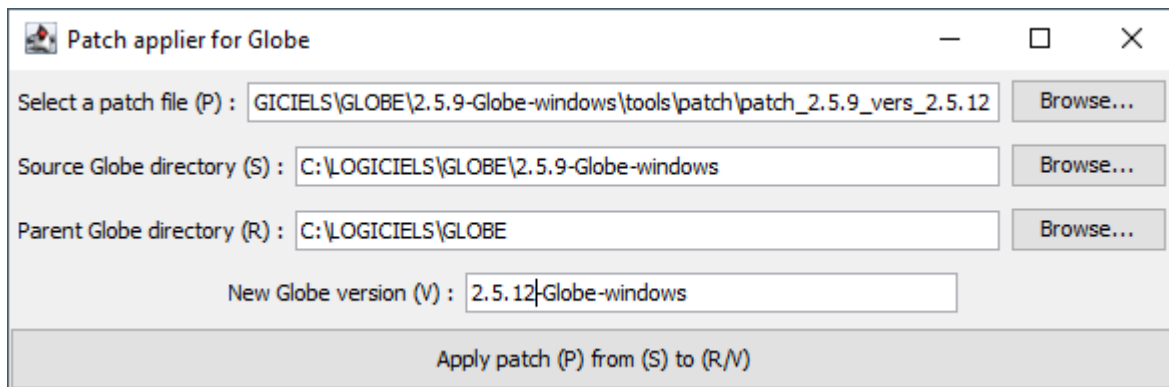 Patch applier for Globe
Select a patch file (P) : GICIELS\GLOBE\2.5.9-Globe-windows\tools\patch\patch_2.5.9_vers_2.5.12 Browse...
Source Globe directory (S) : C:\LOGICIELS\GLOBE\2.5.9-Globe-windows Browse...
Parent Globe directory (R) : C:\LOGICIELS\GLOBE Browse...
New Globe version (V) : 2.5.12-Globe-windows
Apply patch (P) from (S) to (R/V)